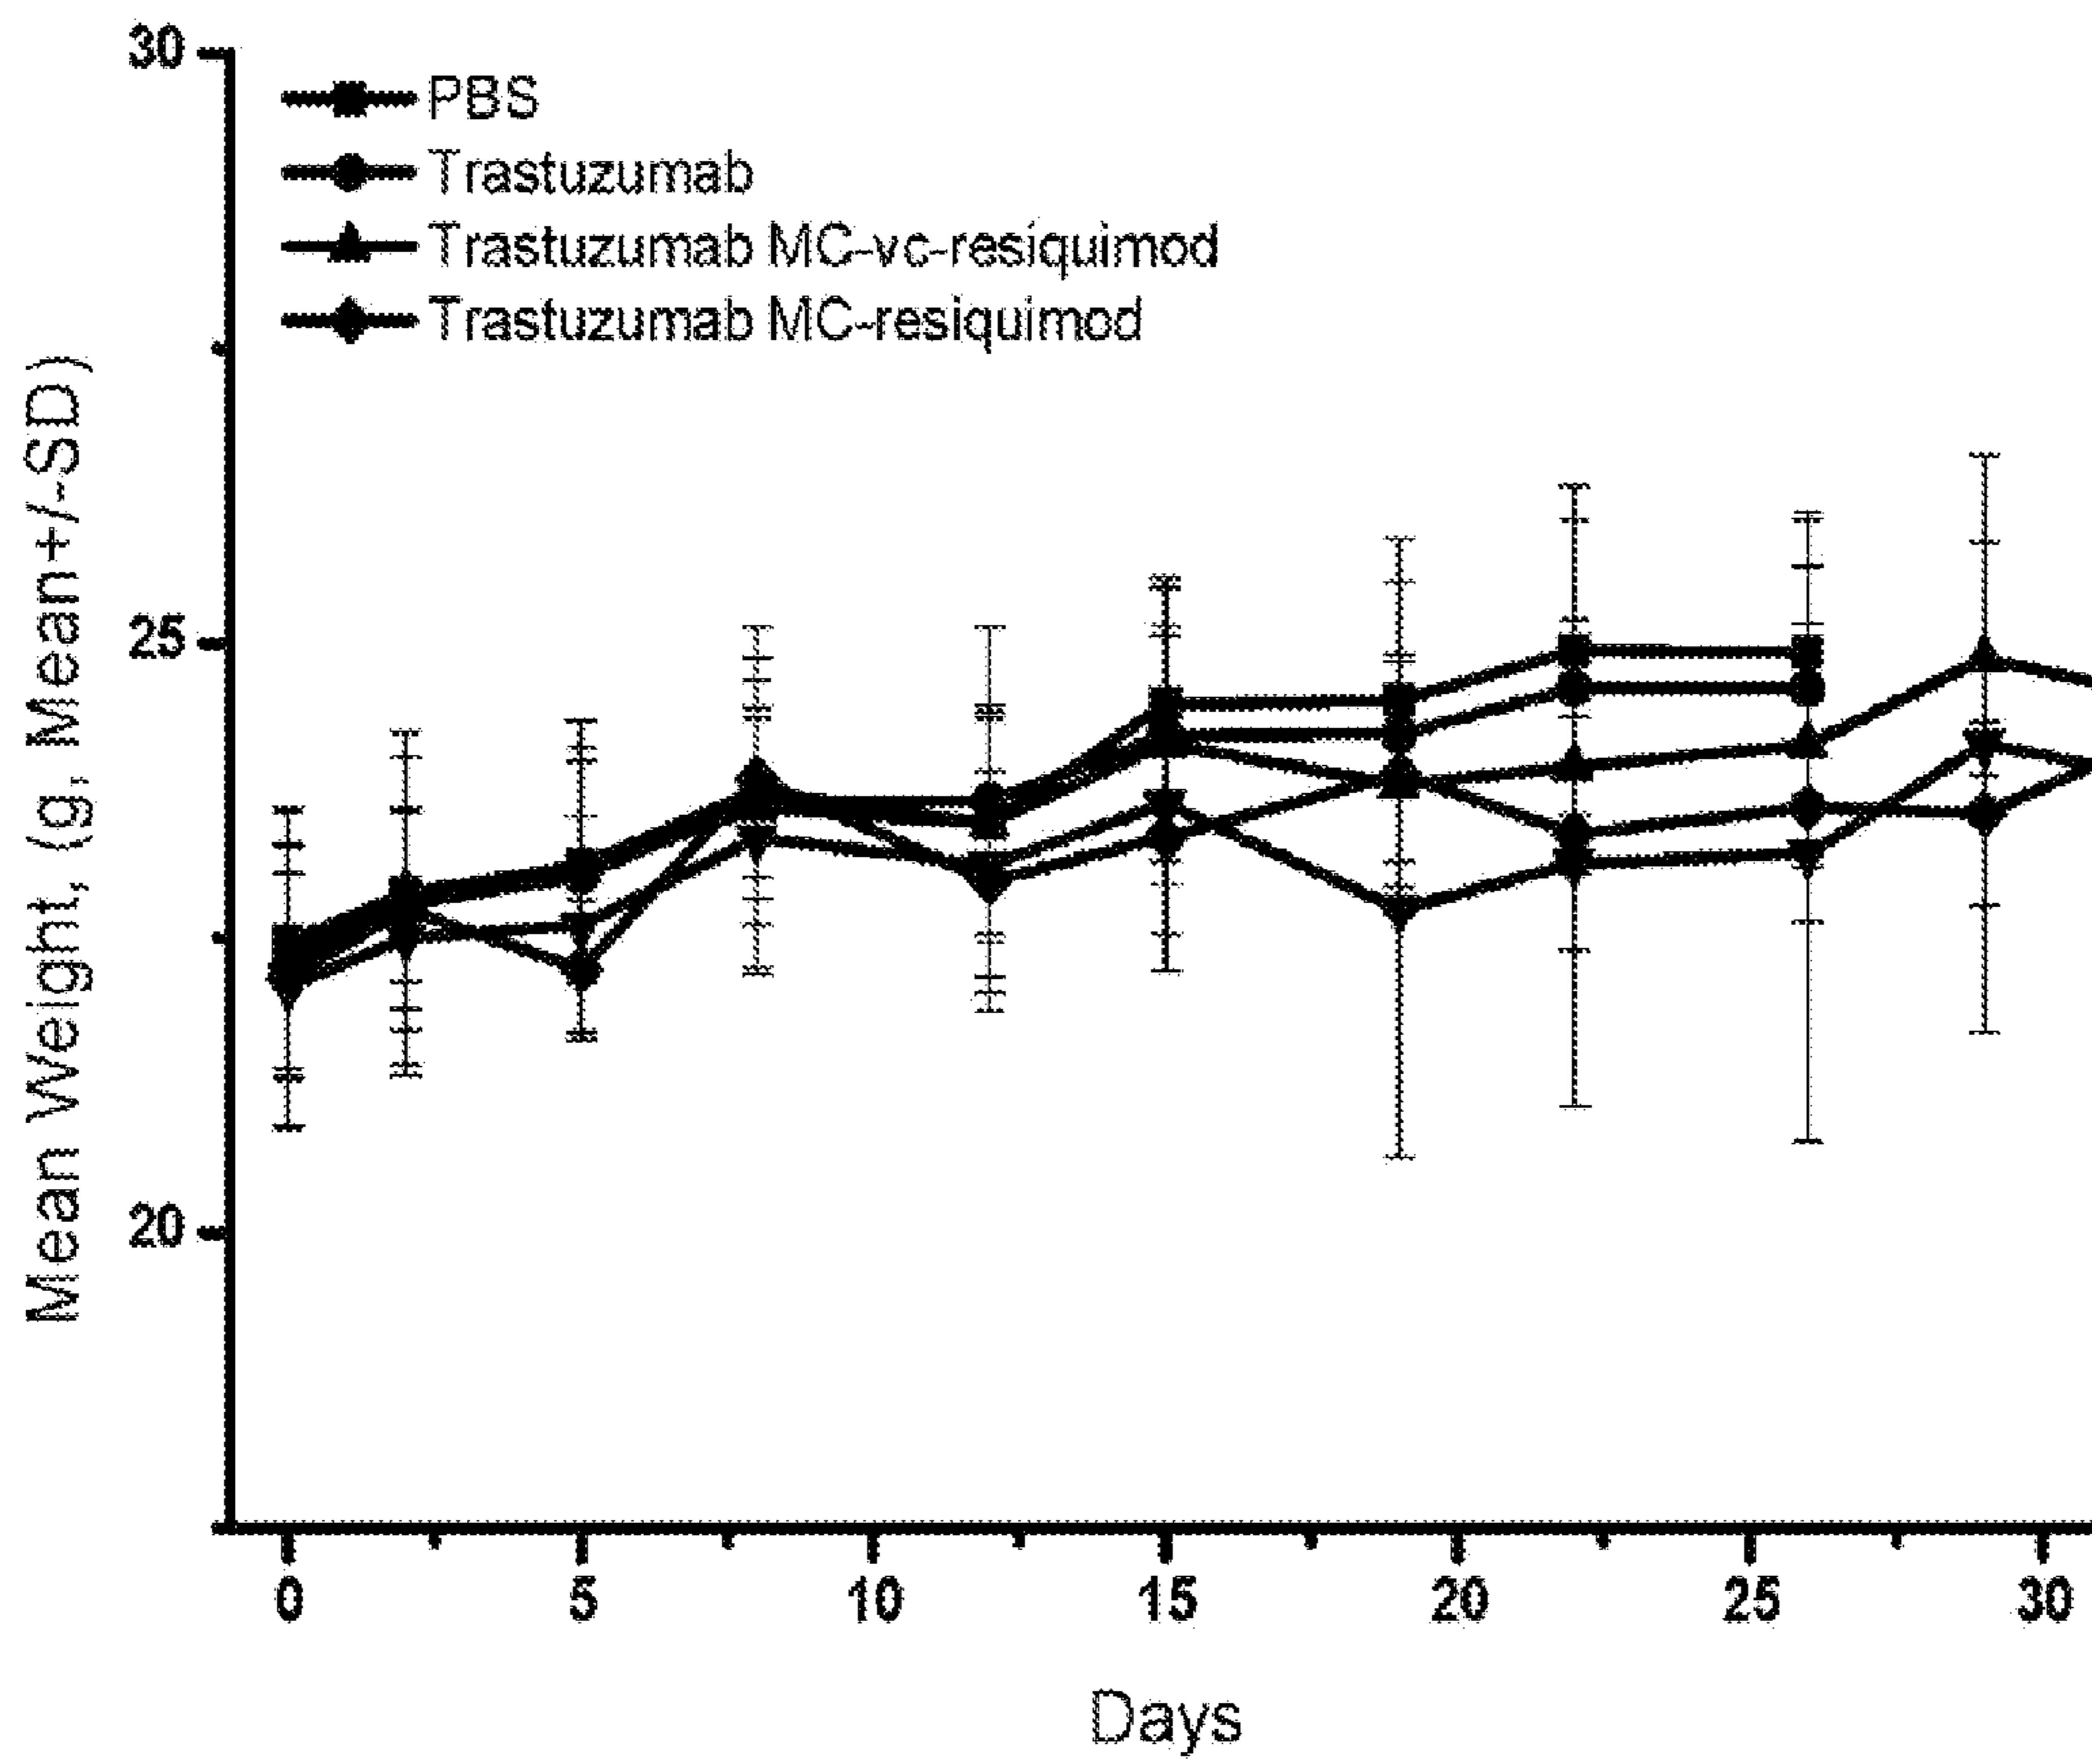 30
PBS
Trastuzumab
Trastuzumab MC-vc-resiquimod
Trastuzumab MC-resiquimod
Mean Weight, (g, Mean+/-SD)
25
20
0 5 10 15 20 25 30
Days